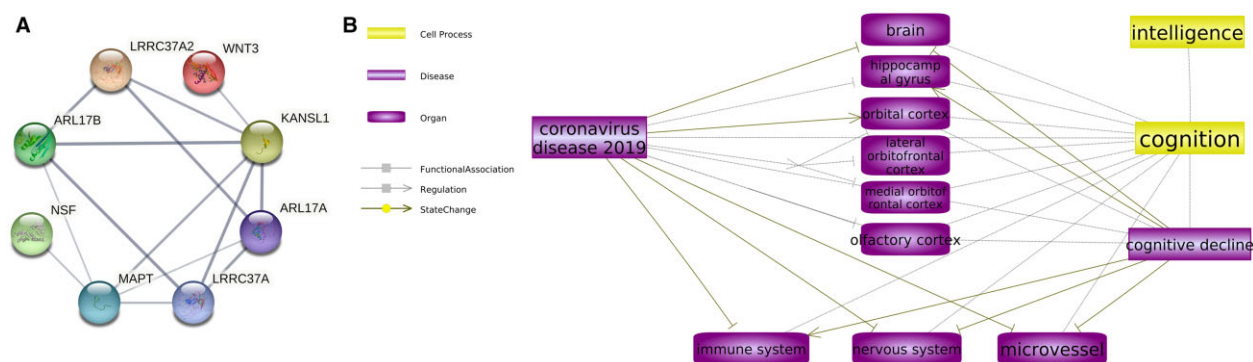 A
LRRC37A2
WNT3
ARL17B
KANSL1
NSF
ARL17A
MAPT
LRRC37A
B
Cell Process
Disease
Organ
FunctionalAssociation
Regulation
StateChange
coronavirus
disease 2019
brain
hippocamp
al gyrus
orbital cortex
lateral
orbitofrontal
cortex
medial orbitof
rontal cortex
olfactory cortex
intelligence
cognition
cognitive decline
immune system
nervous system
microvessel